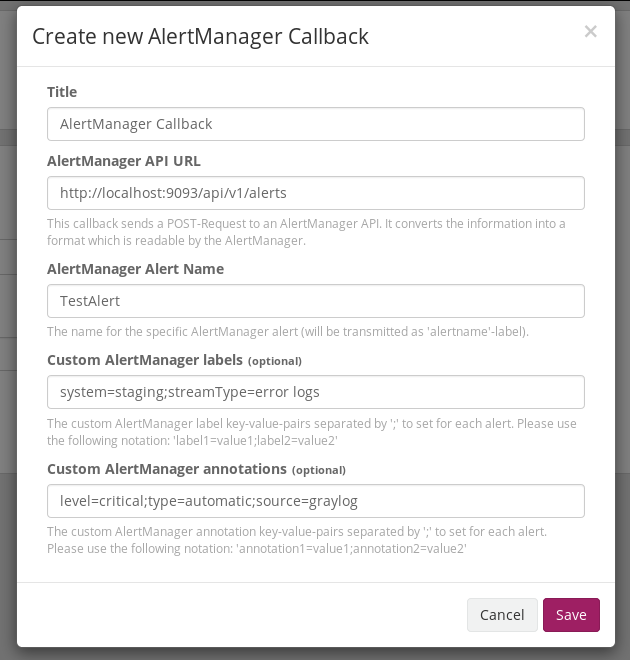 Create new AlertManager Callback
×
Title
AlertManager Callback
AlertManager API URL
http://localhost:9093/api/v1/alerts
This callback sends a POST-Request to an AlertManager API. It converts the information into a
format which is readable by the AlertManager.
AlertManager Alert Name
TestAlert
The name for the specific AlertManager alert (will be transmitted as 'alertname'-label).
Custom AlertManager labels (optional)
system=staging;streamType=error logs
The custom AlertManager label key-value-pairs separated by ';' to set for each alert. Please use
the following notation: 'label1=value1;label2=value2'
Custom AlertManager annotations (optional)
level=critical;type=automatic;source=graylog
The custom AlertManager annotation key-value-pairs separated by ';' to set for each alert.
Please use the following notation: 'annotation1=value1;annotation2=value2'
Cancel Save